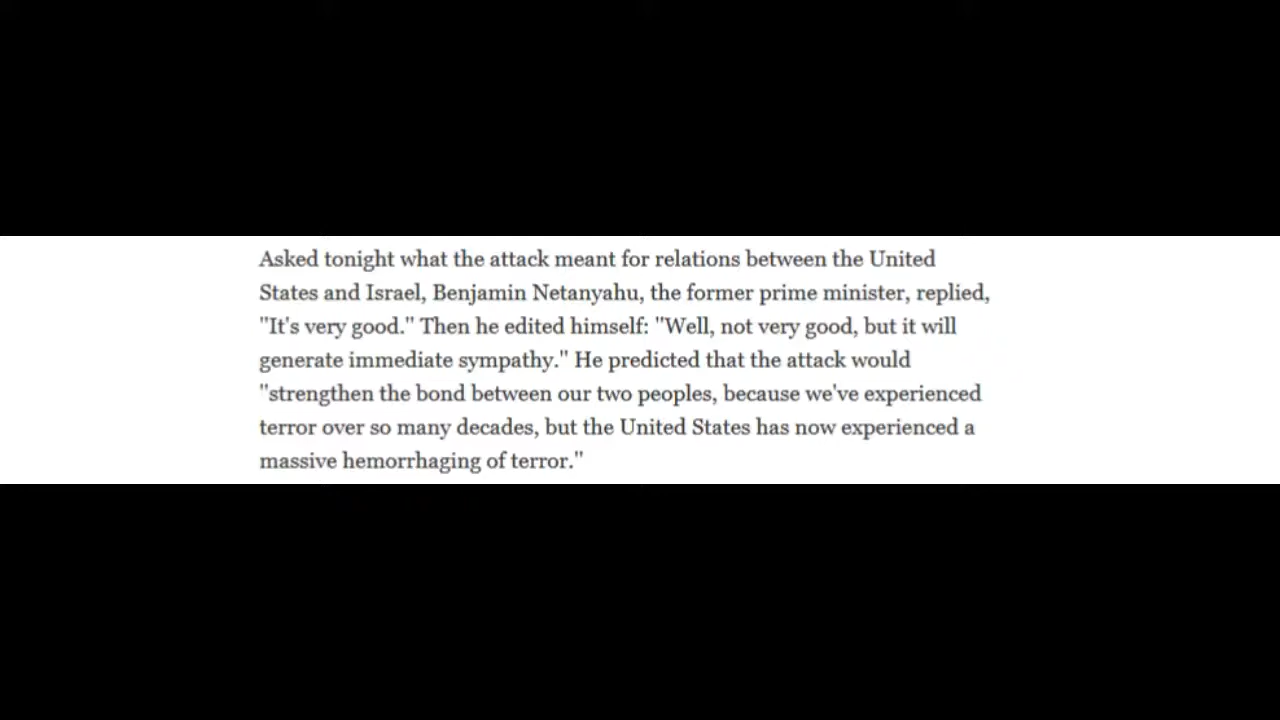 Asked tonight what the attack meant for relations between the United
States and Israel, Benjamin Netanyahu, the former prime minister, replied,
"It's very good." Then he edited himself: "Well, not very good, but it will
generate immediate sympathy." He predicted that the attack would
"strengthen the bond between our two peoples, because we've experienced
terror over so many decades, but the United States has now experienced a
massive hemorrhaging of terror."